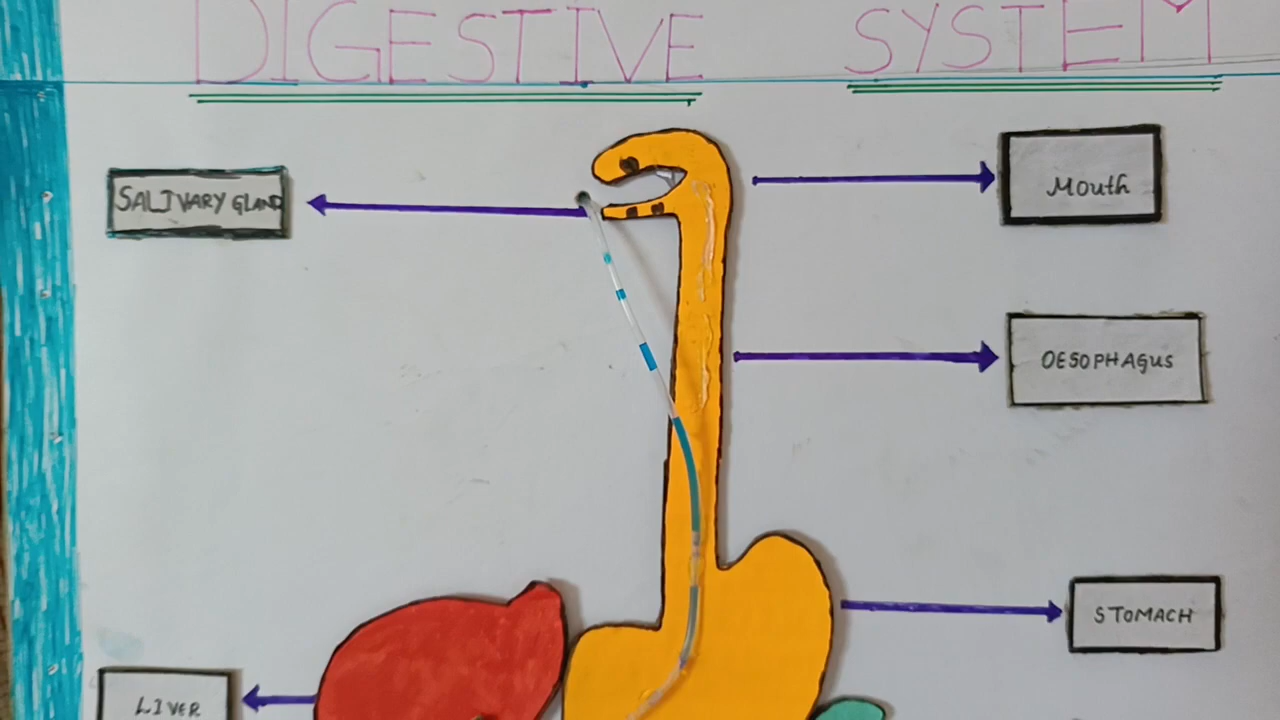 DIGESTIVE SYSTEM
SALIVARY GLAND
Mouth
OESOPHAGUS
STOMACH
LIVER